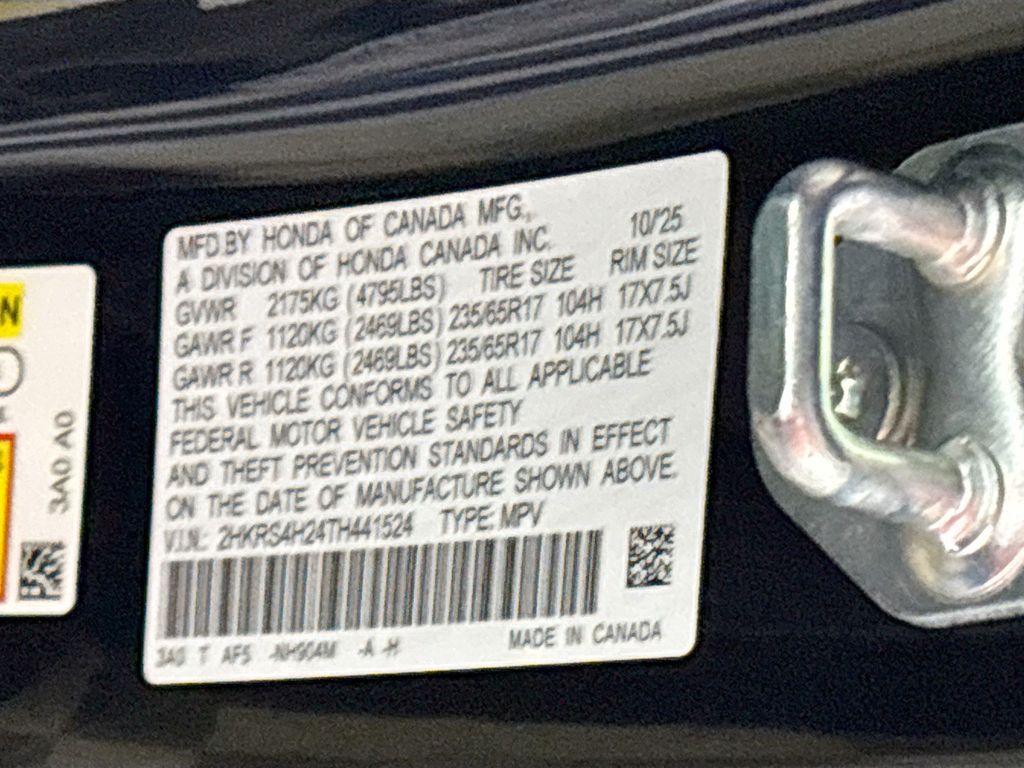 MFD.BY HONDA OF CANADA MFG.,
A DIVISION OF HONDA CANADA INC. 10/25
GVWR 2175KG (4795LBS) TIRE SIZE RIM SIZE
GAWR F 1120KG (2469LBS) 235/65R17 104H 17X7.5J
GAWR R 1120KG (2469LBS) 235/65R17 104H 17X7.5J
THIS VEHICLE CONFORMS TO ALL APPLICABLE
FEDERAL MOTOR VEHICLE SAFETY
AND THEFT PREVENTION STANDARDS IN EFFECT
ON THE DATE OF MANUFACTURE SHOWN ABOVE.
V.I.N.: 2HKRS4H24TH441524 TYPE: MPV
3A0 T AF5 -NH904M -A -H MADE IN CANADA
N
3A0 A0